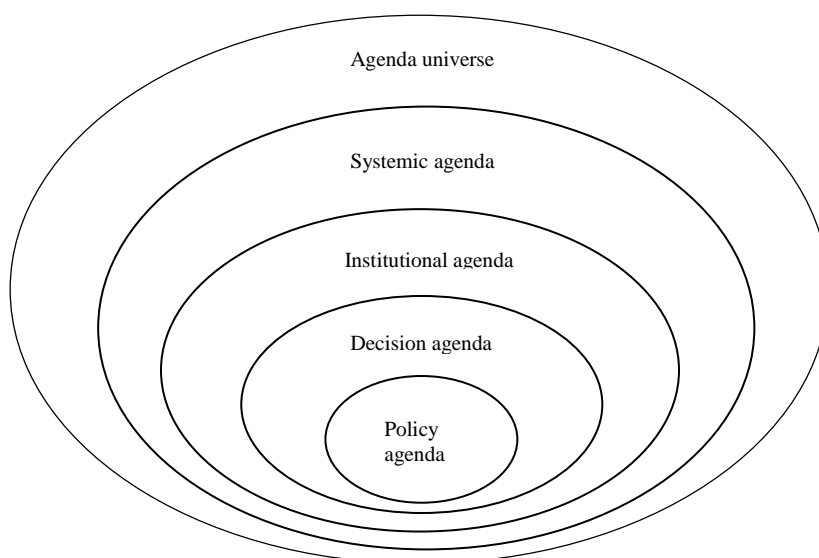 Agenda universe
Systemic agenda
Institutional agenda
Decision agenda
Policy
agenda